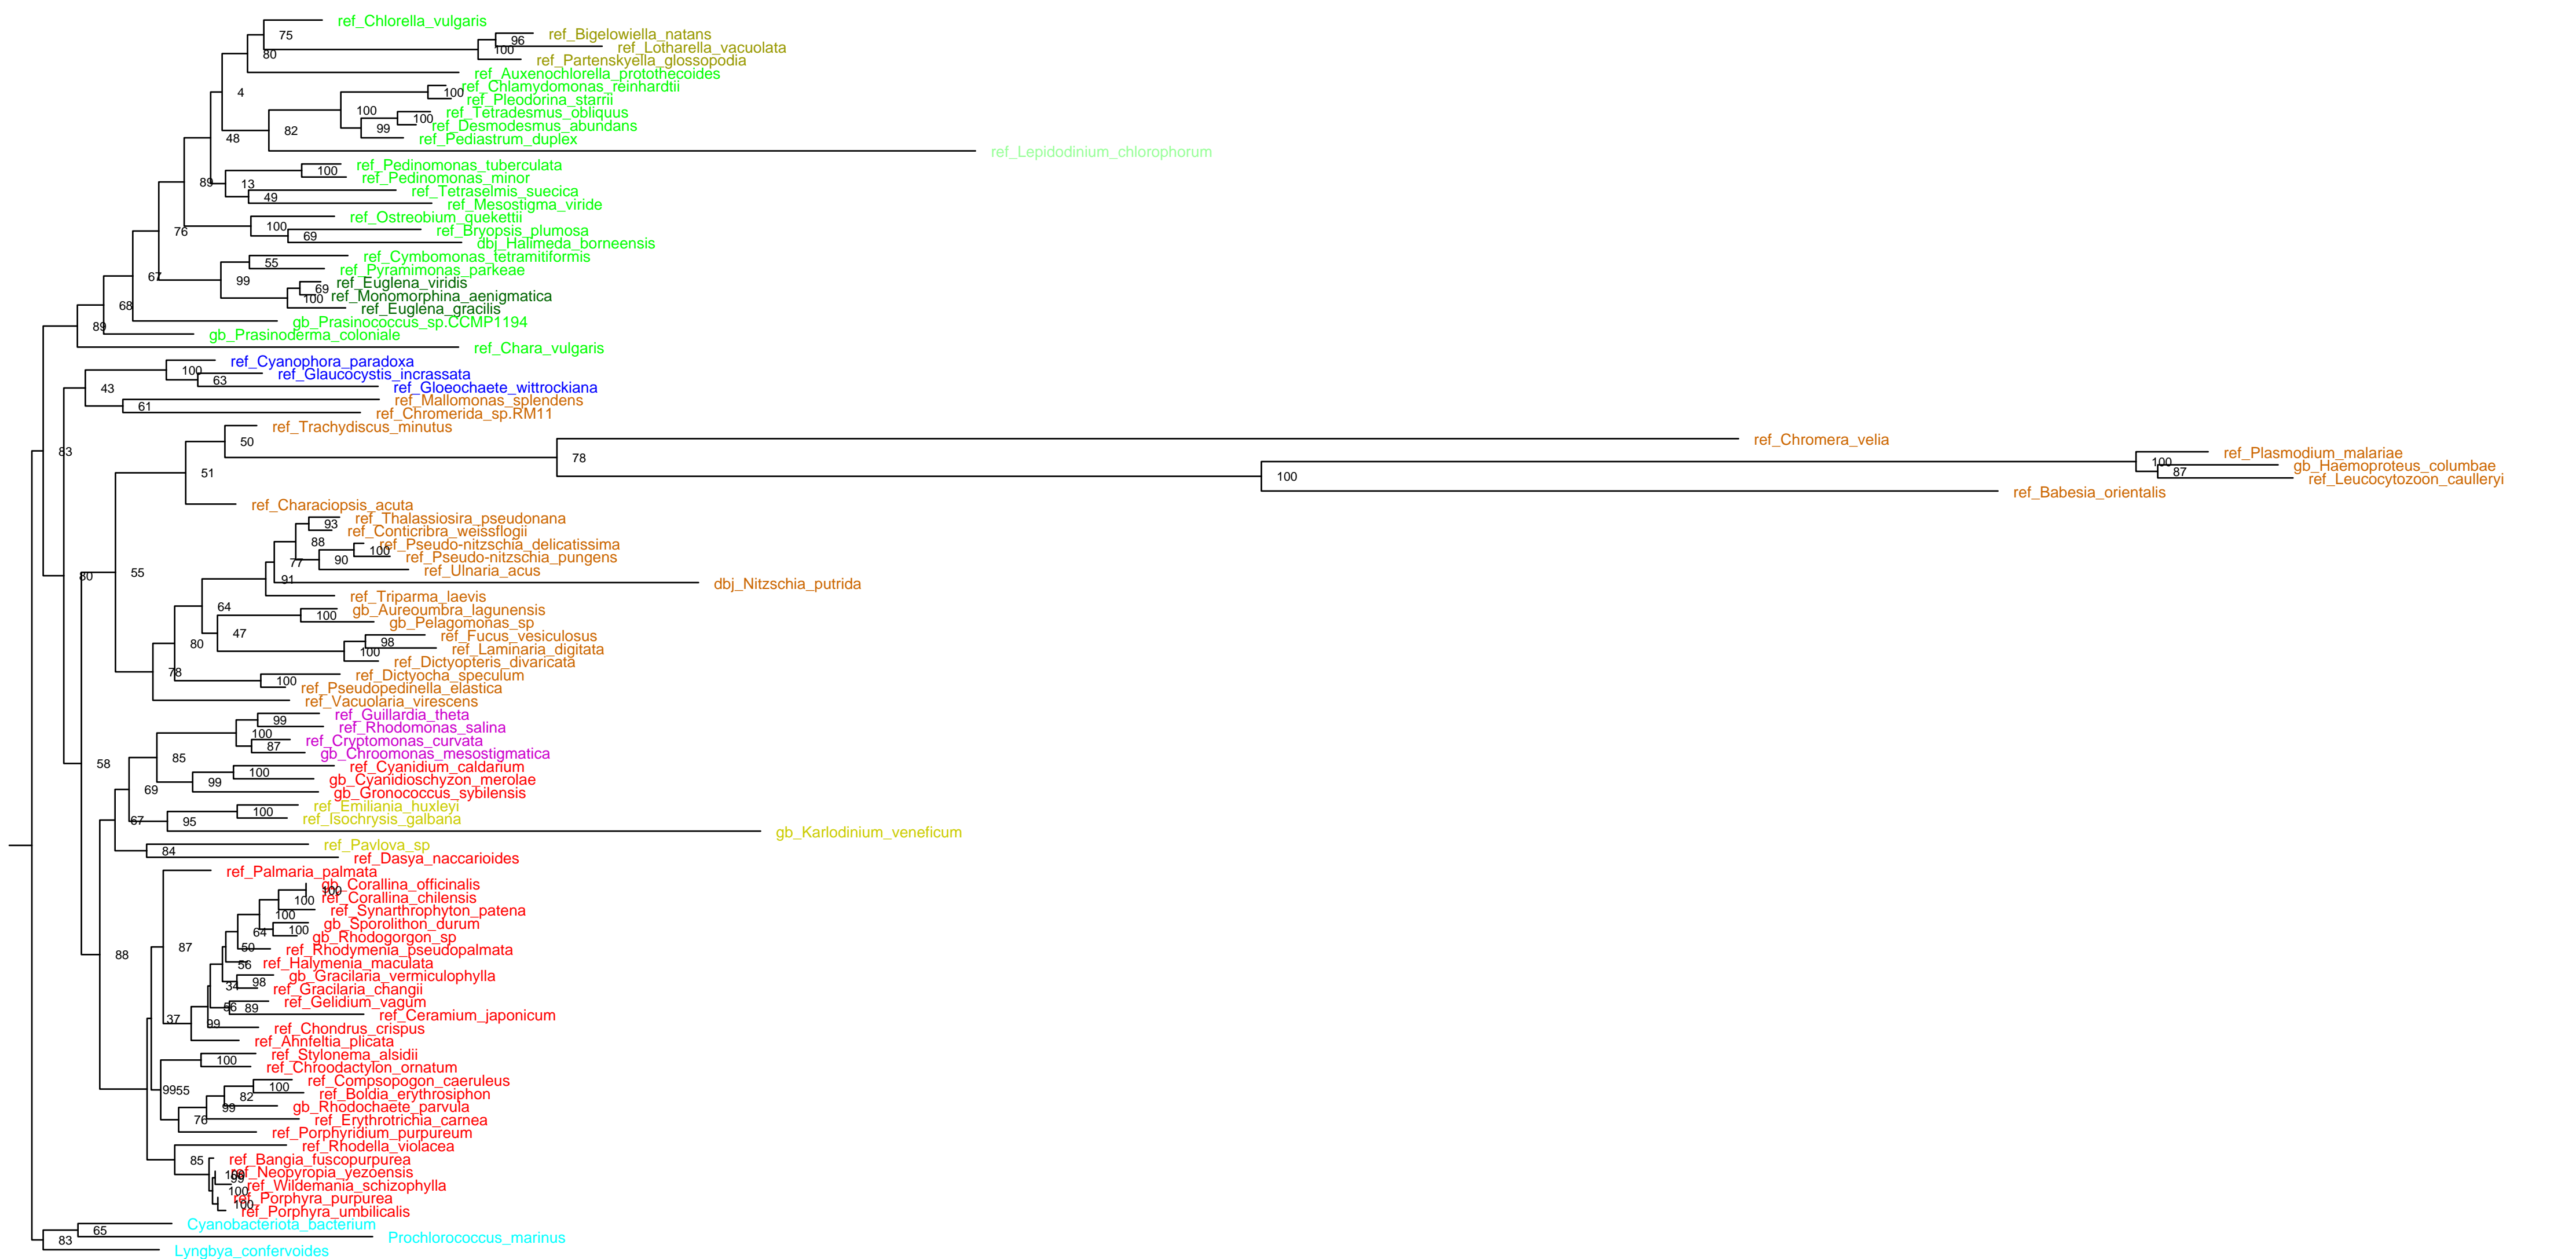 ref_Chlorella_vulgaris
75
ref_Bigelowiella_natans
96
ref_Lotharella_vacuolata
100
80
ref_Partenskyella_glossopodia
ref_Auxenochlorella_protothecoides
4
ref_Chlamydomonas_reinhardtii
100
ref_Pleodorina_starrii
100
ref_Tetradesmus_obliquus
100
ref_Desmodesmus_abundans
99
82
48
ref_Pediastrum_duplex
ref_Lepidodinium_chlorophorum
ref_Pedinomonas_tuberculata
100
ref_Pedinomonas_minor
89
13
ref_Tetraselmis_suecica
49
ref_Mesostigma_viride
ref_Ostreobium_quekettii
100
76
ref_Bryopsis_plumosa
69
dbj_Halimeda_borneensis
ref_Cymbomonas_tetramitiformis
55
ref_Pyramimonas_parkeae
67
99
ref_Euglena_viridis
69
ref_Monomorphina_aenigmatica
100
68
ref_Euglena_gracilis
gb_Prasinococcus_sp.CCMP1194
89
gb_Prasinoderma_coloniale
ref_Chara_vulgaris
ref_Cyanophora_paradoxa
100
ref_Glaucocystis_incrassata
63
43
ref_Gloeochaete_wittrockiana
ref_Mallomonas_splendens
61
ref_Chromerida_sp.RM11
ref_Trachydiscus_minutus
50
ref_Chromera_velia
83
78
ref_Plasmodium_malariae
100
gb_Haemoproteus_columbae
87
51
100
ref_Leucocytozoon_caulleryi
ref_Babesia_orientalis
ref_Characiopsis_acuta
ref_Thalassiosira_pseudonana
93
ref_Conticribra_weissflogii
88
ref_Pseudo-nitzschia_delicatissima
100
ref_Pseudo-nitzschia_pungens
77
90
ref_Ulnaria_acus
80
55
91
dbj_Nitzschia_putrida
ref_Triparma_laevis
64
gb_Aureoumbra_lagunensis
100
gb_Pelagomonas_sp
47
ref_Fucus_vesiculosus
98
80
ref_Laminaria_digitata
100
ref_Dictyopteris_divaricata
78
ref_Dictyocha_speculum
100
ref_Pseudopedinella_elastica
ref_Vacuolaria_virescens
ref_Guillardia_theta
99
ref_Rhodomonas_salina
100
ref_Cryptomonas_curvata
87
gb_Chroomonas_mesostigmatica
58
85
ref_Cyanidium_caldarium
100
gb_Cyanidioschyzon_merolae
99
69
gb_Gronococcus_sybilensis
ref_Emiliania_huxleyi
100
ref_Isochrysis_galbana
67
95
gb_Karlodinium_veneficum
ref_Pavlova_sp
84
ref_Dasya_naccarioides
ref_Palmaria_palmata
gb_Corallina_officinalis
100
ref_Corallina_chilensis
100
ref_Synarthrophyton_patena
100
gb_Sporolithon_durum
64
100
gb_Rhodogorgon_sp
87
50
ref_Rhodymenia_pseudopalmata
88
56
ref_Halymenia_maculata
gb_Gracilaria_vermiculophylla
34
98
ref_Gracilaria_changii
ref_Gelidium_vagum
56
89
ref_Ceramium_japonicum
37
99
ref_Chondrus_crispus
ref_Ahnfeltia_plicata
ref_Stylonema_alsidii
100
ref_Chroodactylon_ornatum
ref_Compsopogon_caeruleus
100
99
55
ref_Boldia_erythrosiphon
82
gb_Rhodochaete_parvula
99
76
ref_Erythrotrichia_carnea
ref_Porphyridium_purpureum
ref_Rhodella_violacea
85
ref_Bangia_fuscopurpurea
ref_Neopyropia_yezoensis
100
99
ref_Wildemania_schizophylla
100
ref_Porphyra_purpurea
100
ref_Porphyra_umbilicalis
Cyanobacteriota_bacterium
65
Prochlorococcus_marinus
83
Lyngbya_confervoides